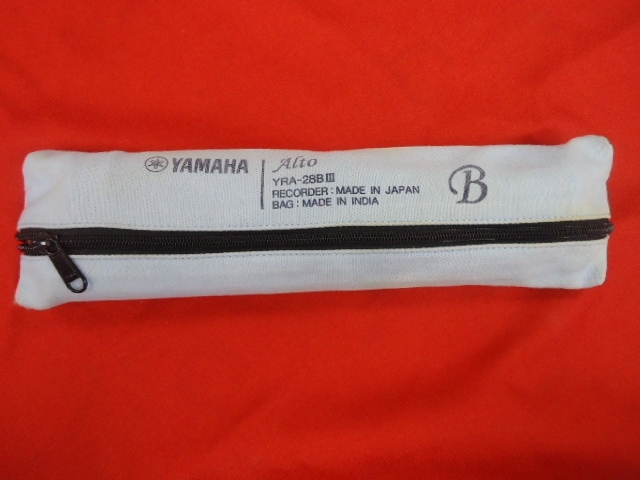 YAMAHA
Alto
YRA-28BIII
RECORDER : MADE IN JAPAN
BAG : MADE IN INDIA
B